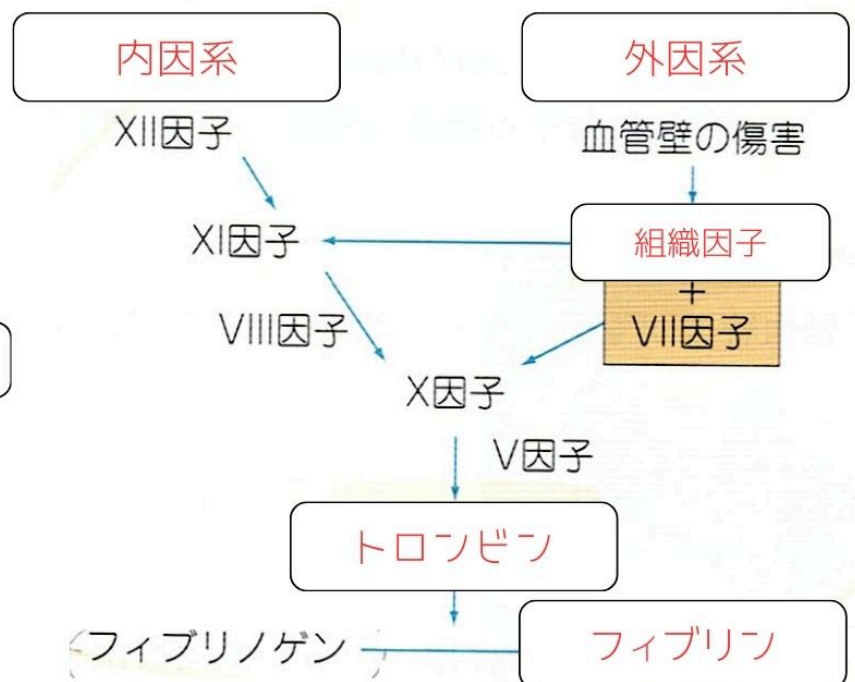 内因系
外因系
XII因子
血管壁の傷害
XI因子
組織因子
+
VIII因子
VII因子
X因子
V因子
トロンビン
フィブリノゲン
フィブリン